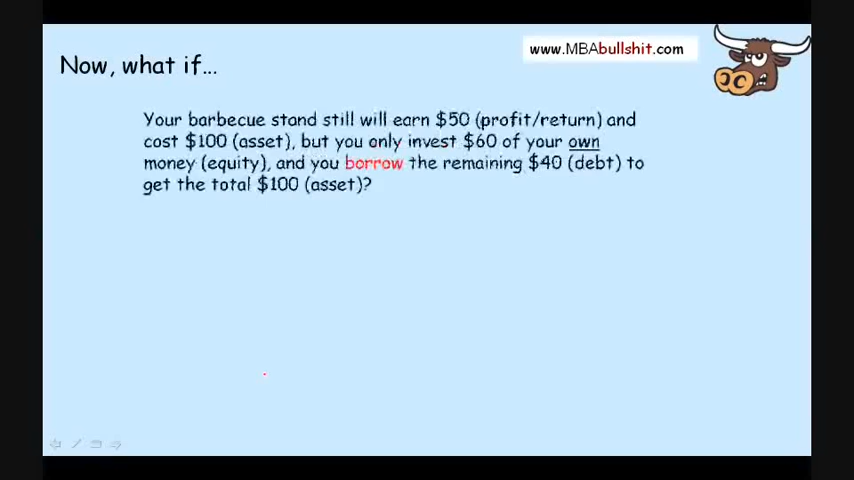 Now, what if...
www.MBAbullshit.com
Your barbecue stand still will earn $50 (profit/return) and
cost $100 (asset), but you only invest $60 of your own
money (equity), and you borrow the remaining $40 (debt) to
get the total $100 (asset)?